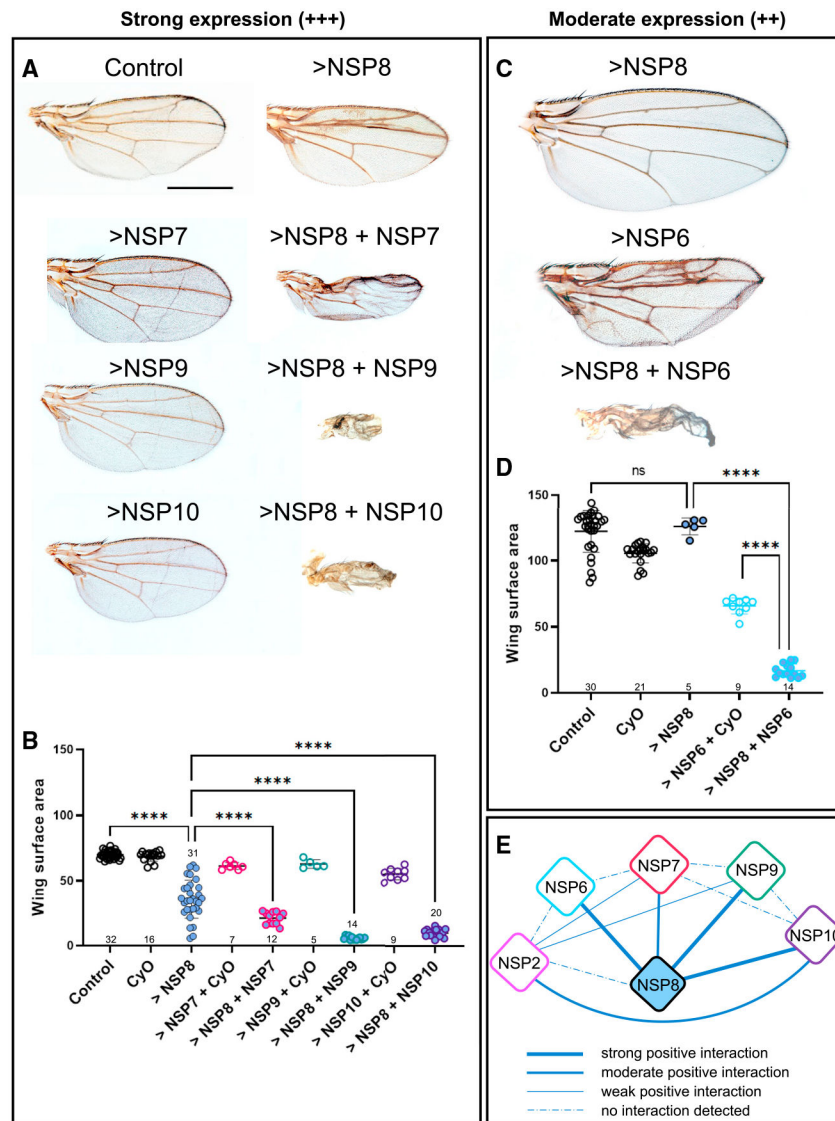 Strong expression (+++)
A
Control >NSP8
>NSP7 >NSP8 + NSP7
>NSP9 >NSP8 + NSP9
>NSP10 >NSP8 + NSP10
B
Wing surface area
150
100
50
0
****
****
**** ****
32 16 31 7 12 5 14 9 20
Control
CyO
> NSP8
> NSP7 + CyO
> NSP8 + NSP7
> NSP9 + CyO
> NSP8 + NSP9
> NSP10 + CyO
> NSP8 + NSP10
Moderate expression (++)
C
>NSP8
>NSP6
>NSP8 + NSP6
D
Wing surface area
150
100
50
0
ns ****
****
30 21 5 9 14
Control
CyO
> NSP8
> NSP6 + CyO
> NSP8 + NSP6
E
NSP7
NSP6 NSP9
NSP2 NSP8 NSP10
strong positive interaction
moderate positive interaction
weak positive interaction
no interaction detected